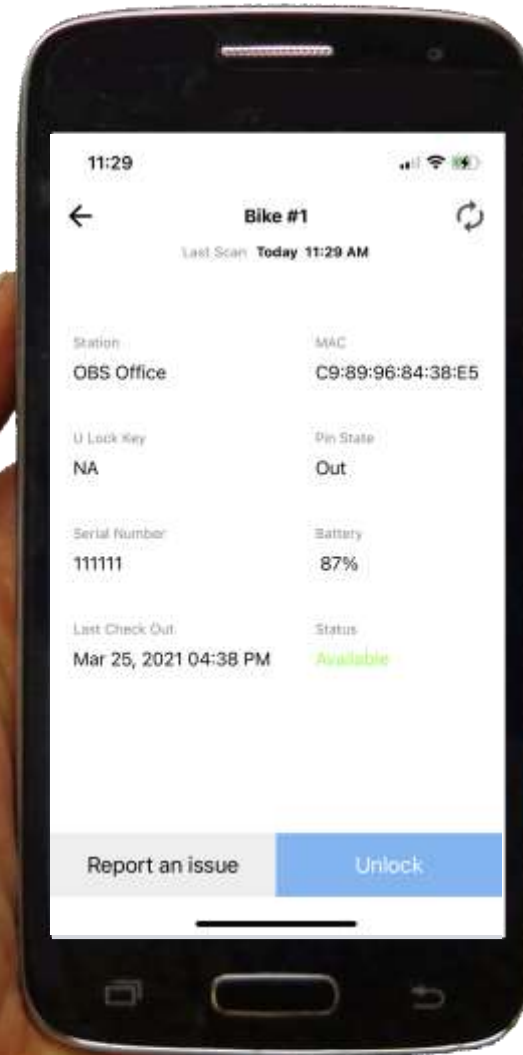 11:29
Bike #1
Last Scan Today 11:29 AM
Station MAC
OBS Office C9:89:96:84:38:E5
U Lock Key Pin State
NA Out
Serial Number Battery
111111 87%
Last Check Out Status
Mar 25, 2021 04:38 PM Available
Report an issue Unlock